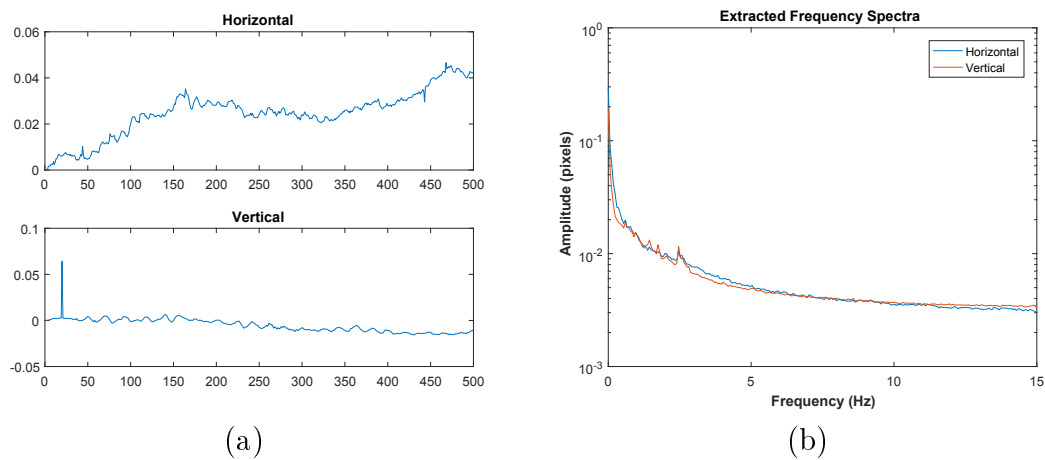 Horizontal
0.06
0.04
0.02
0
0 50 100 150 200 250 300 350 400 450 500
Vertical
0.1
0.05
0
-0.05
0 50 100 150 200 250 300 350 400 450 500
(a)
Extracted Frequency Spectra
10^0
10^-1
10^-2
10^-3
Amplitude (pixels)
Horizontal
Vertical
0 5 10 15
Frequency (Hz)
(b)